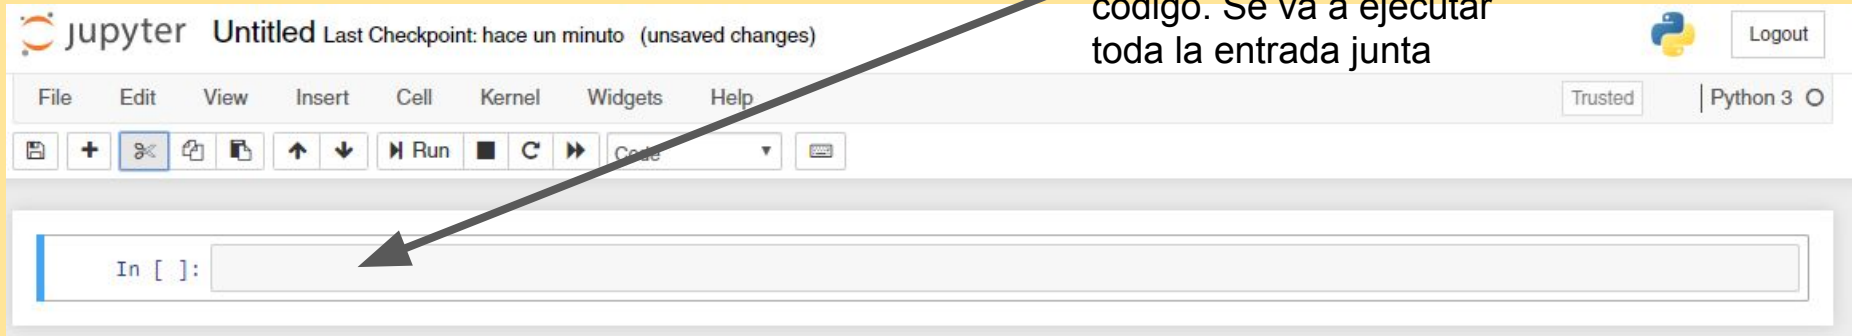 código. Se va a ejecutar
toda la entrada junta
jupyter Untitled Last Checkpoint: hace un minuto (unsaved changes)
Logout
File Edit View Insert Cell Kernel Widgets Help
Trusted
Python 3
Run
Code
In [ ]: